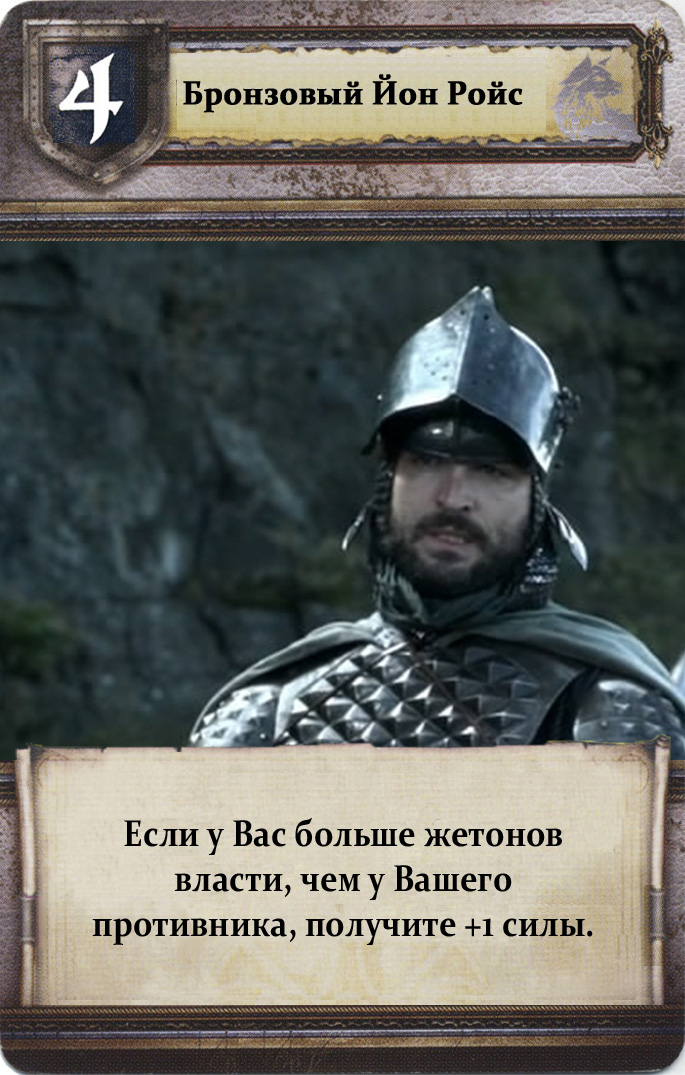 4
Бронзовый Йон Ройс
Если у Вас больше жетонов
власти, чем у Вашего
противника, получите +1 силы.